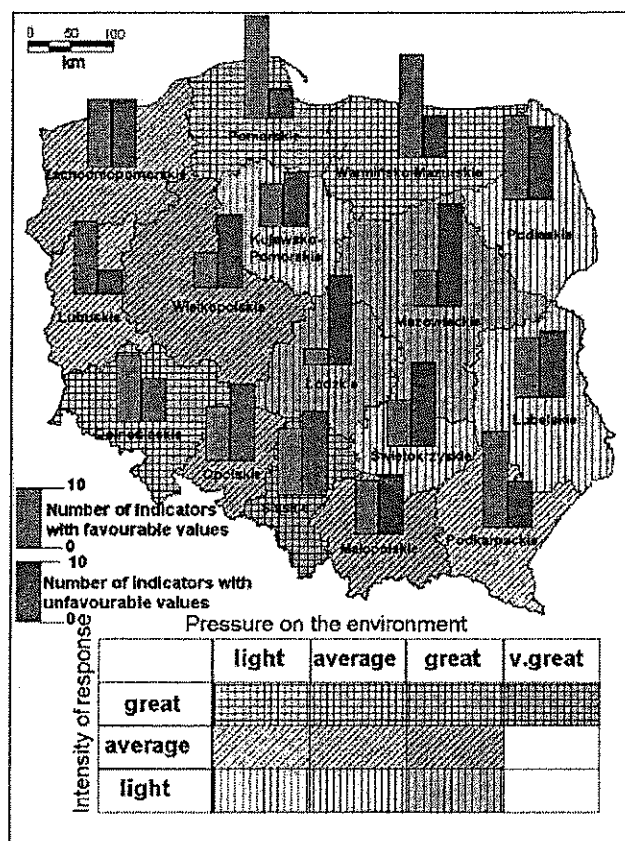 0 50 100
km
Pomorskie
Zachodniopomorskie
Warmińsko-Mazurskie
Podlaskie
Kujawsko-
Pomorskie
Lubuskie
Wielkopolskie
Mazowieckie
Łódzkie
Lubelskie
Dolnośląskie
Opolskie
Śląskie
Świętokrzyskie
Małopolskie
Podkarpackie
10
Number of indicators
with favourable values
0
10
Number of indicators with
unfavourable values
0
Pressure on the environment
light average great v.great
Intensity of response
great
average
light